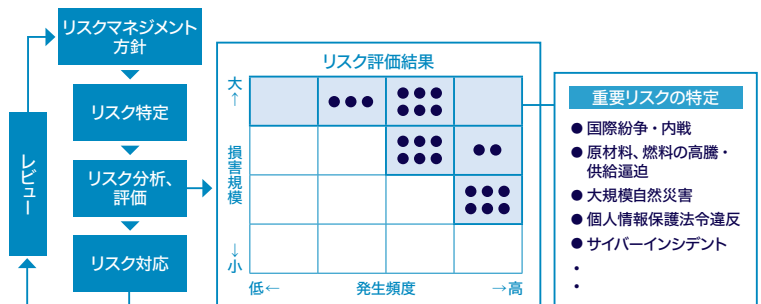 リスクマネジメント
方針
リスク特定
リスク分析、
評価
リスク対応
レビュー
リスク評価結果
大
↑
損害規模
↓
小
低←
発生頻度
→高
重要リスクの特定
● 国際紛争・内戦
● 原材料、燃料の高騰・
供給逼迫
● 大規模自然災害
● 個人情報保護法令違反
● サイバーインシデント
・
・